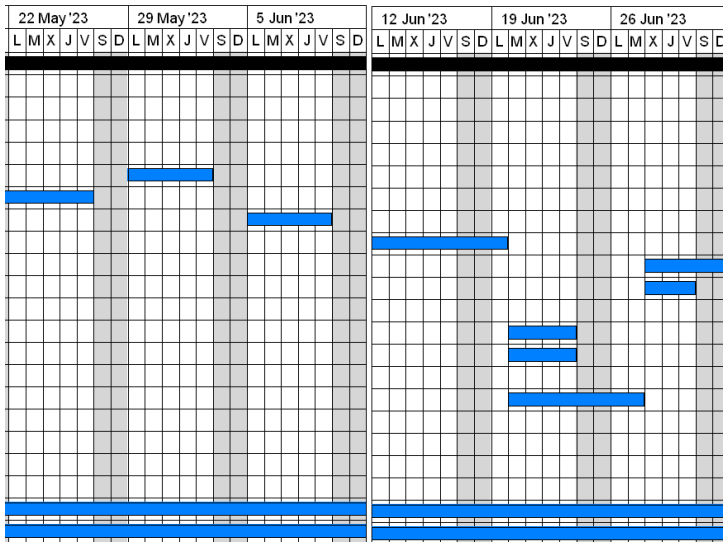 22 May '23 29 May '23 5 Jun '23
L M X J V S D L M X J V S D L M X J V S D
12 Jun '23 19 Jun '23 26 Jun '23
L M X J V S D L M X J V S D L M X J V S D